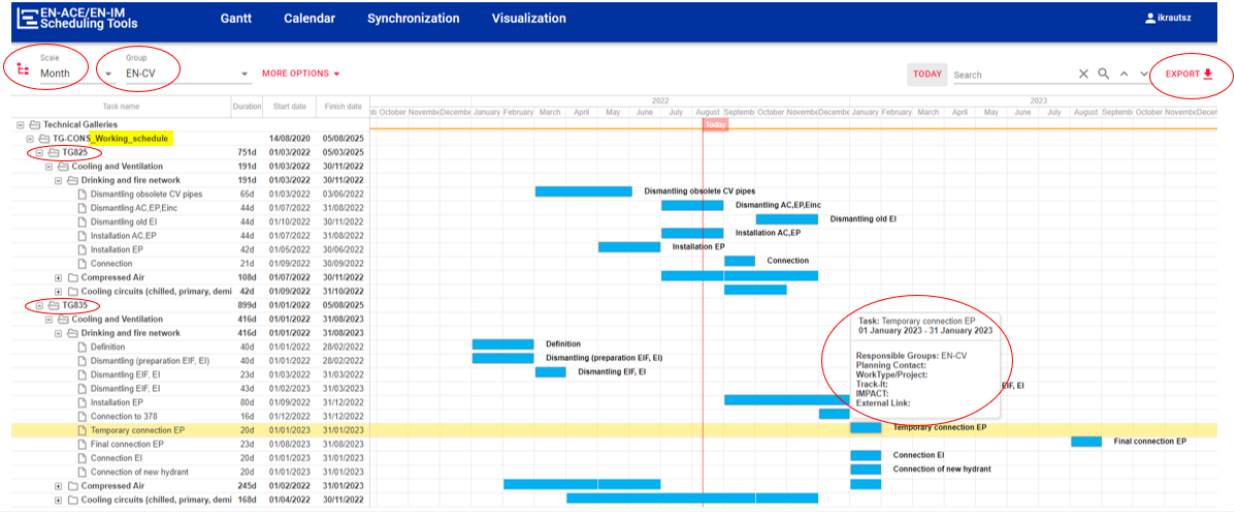 EN-ACE/EN-IM Scheduling Tools Gantt Calendar Synchronization Visualization ikrautsz
Scale Group
Month EN-CV MORE OPTIONS TODAY Search EXPORT
Task name Duration Start date Finish date 2022 2023
October November December January February March April May June July August Septemb October November December January February March April May June July August Septemb October November Decem
Technical Galleries Today
TG-CONS_Working_schedule 14/08/2020 05/08/2025
TG825 751d 01/03/2022 05/03/2025
Cooling and Ventilation 191d 01/03/2022 30/11/2022
Drinking and fire network 191d 01/03/2022 30/11/2022
Dismantling obsolete CV pipes 65d 01/03/2022 03/06/2022 Dismantling obsolete CV pipes
Dismantling AC,EP,Einc 44d 01/07/2022 31/08/2022 Dismantling AC,EP,Einc
Dismantling old EI 44d 01/10/2022 30/11/2022 Dismantling old EI
Installation AC,EP 44d 01/07/2022 31/08/2022 Installation AC,EP
Installation EP 42d 01/05/2022 30/06/2022 Installation EP
Connection 21d 01/09/2022 30/09/2022 Connection
Compressed Air 108d 01/07/2022 30/11/2022
Cooling circuits (chilled, primary, demi 42d 01/09/2022 31/10/2022
TG835 899d 01/01/2022 05/08/2025
Cooling and Ventilation 416d 01/01/2022 31/08/2023
Drinking and fire network 416d 01/01/2022 31/08/2023
Definition 40d 01/01/2022 28/02/2022 Definition
Dismantling (preparation EIF, EI) 40d 01/01/2022 28/02/2022 Dismantling (preparation EIF, EI)
Dismantling EIF, EI 23d 01/03/2022 31/03/2022 Dismantling EIF, EI
Dismantling EIF, EI 43d 01/02/2023 31/03/2023 EIF, EI
Installation EP 80d 01/09/2022 31/12/2022
Connection to 378 16d 01/12/2022 31/12/2022
Temporary connection EP 20d 01/01/2023 31/01/2023 Temporary connection EP
Final connection EP 23d 01/08/2023 31/08/2023 Final connection EP
Connection EI 20d 01/01/2023 31/01/2023 Connection EI
Connection of new hydrant 20d 01/01/2023 31/01/2023 Connection of new hydrant
Compressed Air 245d 01/02/2022 31/01/2023
Cooling circuits (chilled, primary, demi 168d 01/04/2022 30/11/2022
Task: Temporary connection EP
01 January 2023 - 31 January 2023
Responsible Groups: EN-CV
Planning Contact:
WorkType/Project:
Track-It:
IMPACT:
External Link: